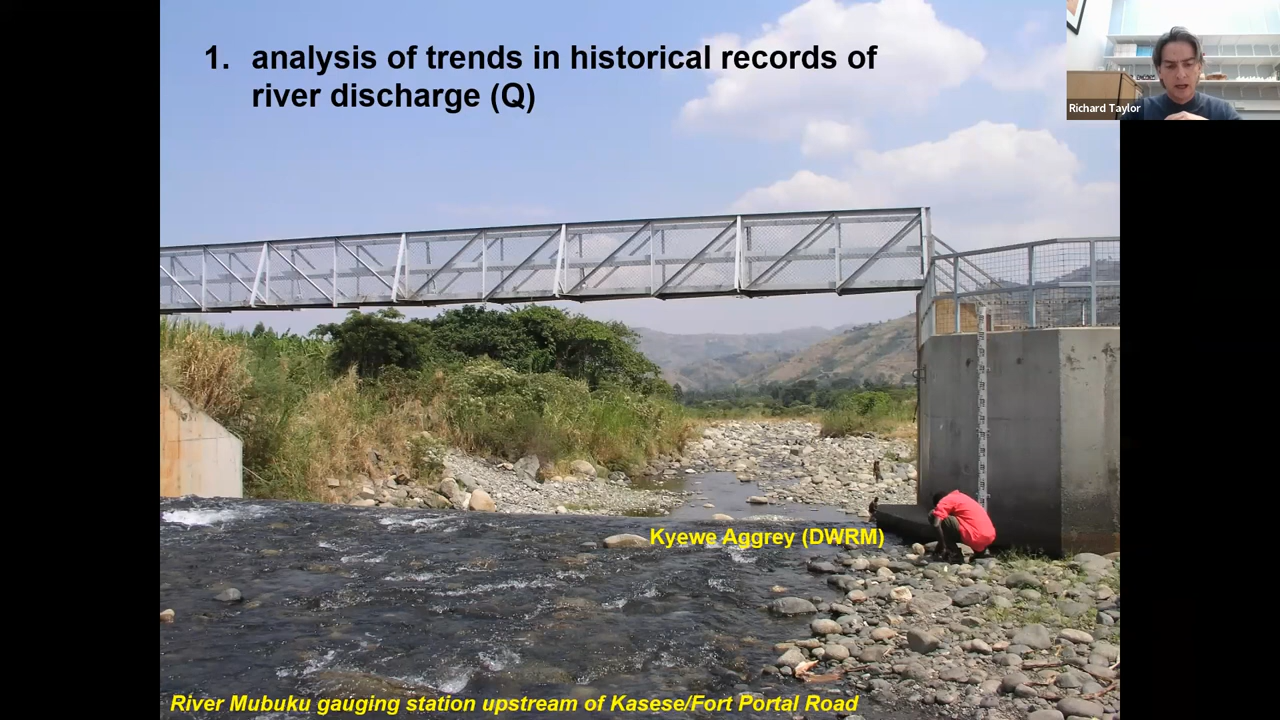 1. analysis of trends in historical records of
river discharge (Q)
Richard Taylor
Kyewe Aggrey (DWRM)
River Mubuku gauging station upstream of Kasese/Fort Portal Road